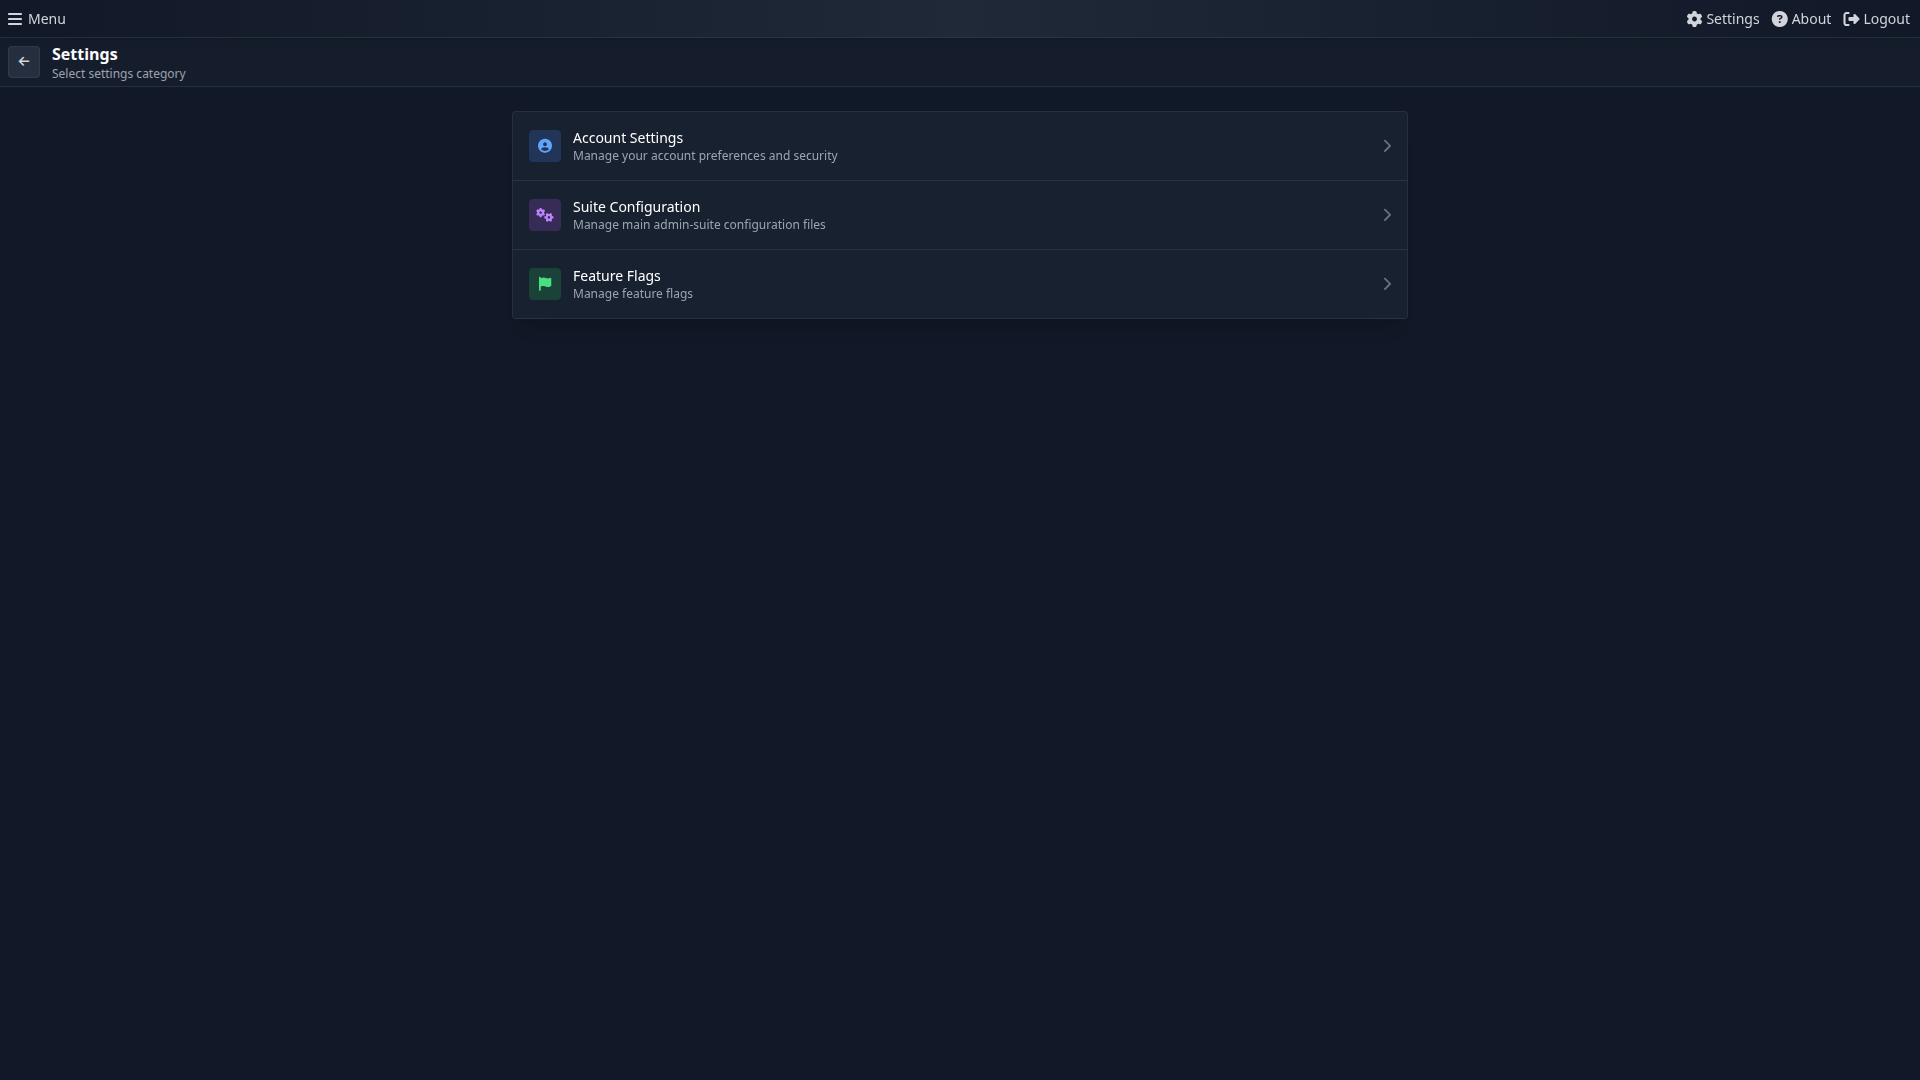 Menu
Settings
About
Logout
Settings
Select settings category
Account Settings
Manage your account preferences and security
Suite Configuration
Manage main admin-suite configuration files
Feature Flags
Manage feature flags